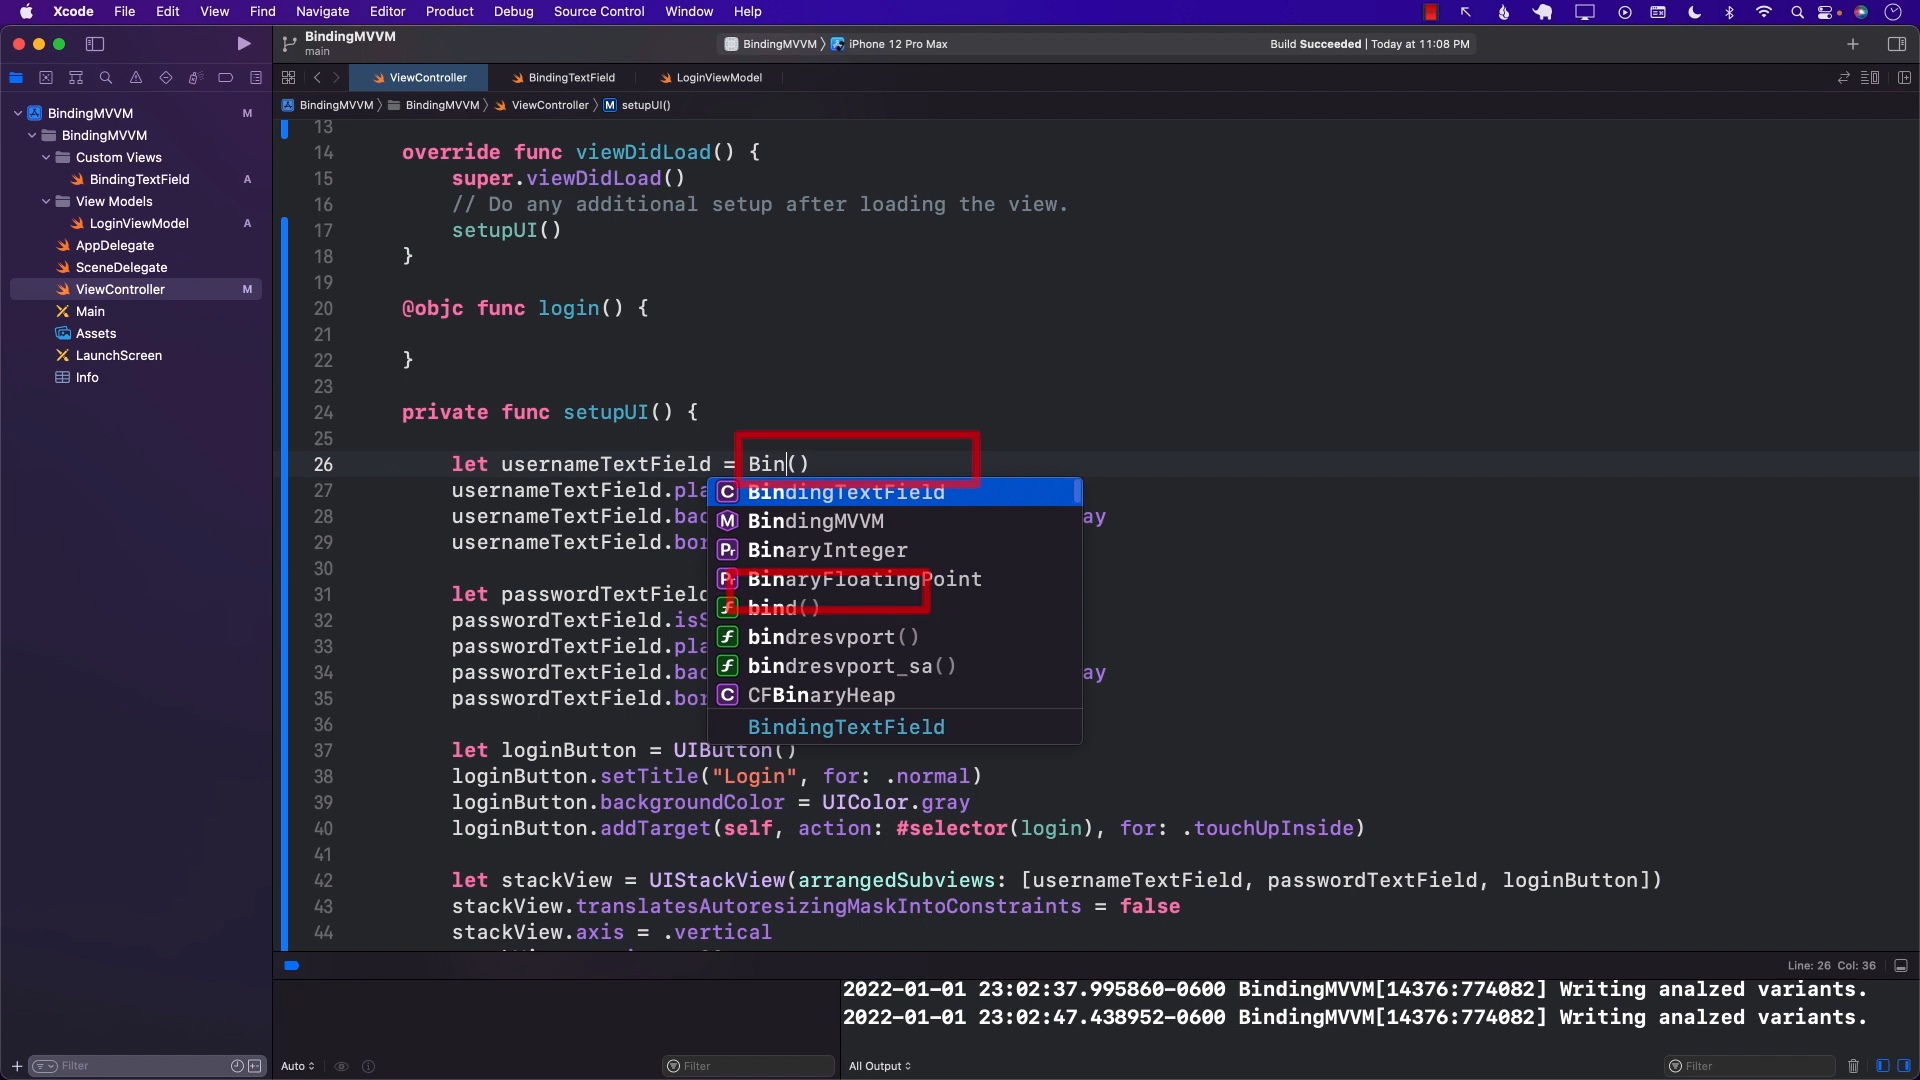 Xcode File Edit View Find Navigate Editor Product Debug Source Control Window Help
BindingMVVM
main
BindingMVVM 〉 iPhone 12 Pro Max
Build Succeeded | Today at 11:08 PM
ViewController BindingTextField LoginViewModel
BindingMVVM 〉 BindingMVVM 〉 ViewController 〉 M setupUI()
BindingMVVM M
BindingMVVM
Custom Views
BindingTextField A
View Models
LoginViewModel A
AppDelegate
SceneDelegate
ViewController M
Main
Assets
LaunchScreen
Info
13
14 override func viewDidLoad() {
15 super.viewDidLoad()
16 // Do any additional setup after loading the view.
17 setupUI()
18 }
19
20 @objc func login() {
21
22 }
23
24 private func setupUI() {
25
26 let usernameTextField = Bin()
27 usernameTextField.pla
28 usernameTextField.bac ay
29 usernameTextField.bor
30
31 let passwordTextField
32 passwordTextField.isS
33 passwordTextField.pla
34 passwordTextField.bac ay
35 passwordTextField.bor
36
37 let loginButton = UIButton()
38 loginButton.setTitle("Login", for: .normal)
39 loginButton.backgroundColor = UIColor.gray
40 loginButton.addTarget(self, action: #selector(login), for: .touchUpInside)
41
42 let stackView = UIStackView(arrangedSubviews: [usernameTextField, passwordTextField, loginButton])
43 stackView.translatesAutoresizingMaskIntoConstraints = false
44 stackView.axis = .vertical
C BindingTextField
M BindingMVVM
Pr BinaryInteger
Pr BinaryFloatingPoint
f bind()
f bindresvport()
f bindresvport_sa()
C CFBinaryHeap
BindingTextField
Line: 26 Col: 36
2022-01-01 23:02:37.995860-0600 BindingMVVM[14376:774082] Writing analzed variants.
2022-01-01 23:02:47.438952-0600 BindingMVVM[14376:774082] Writing analzed variants.
Filter
Auto
Filter
All Output
Filter